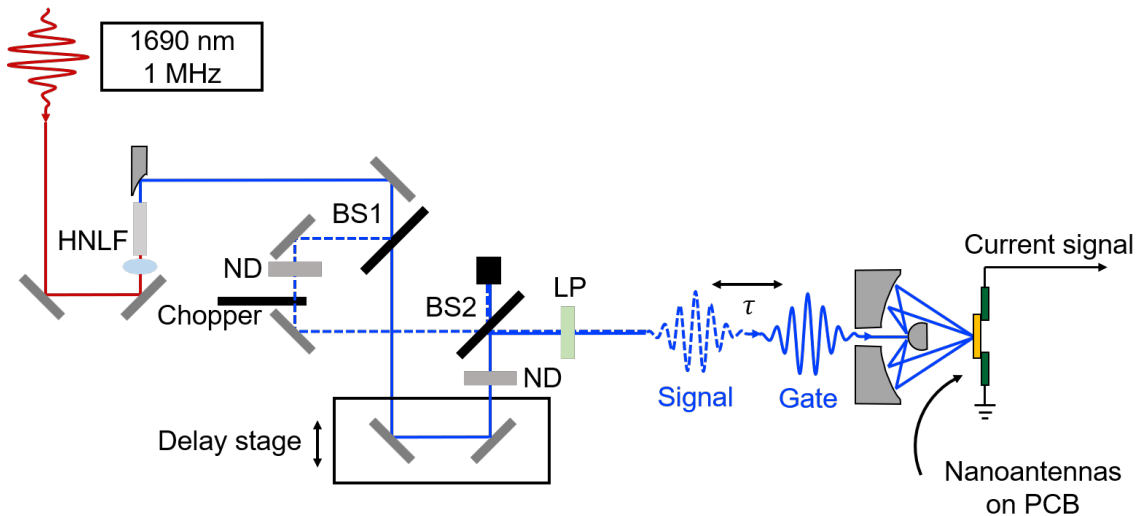 1690 nm
1 MHz
HNLF
BS1
ND
Chopper
BS2
LP
τ
Current signal
ND
Signal
Gate
Delay stage
Nanoantennas
on PCB